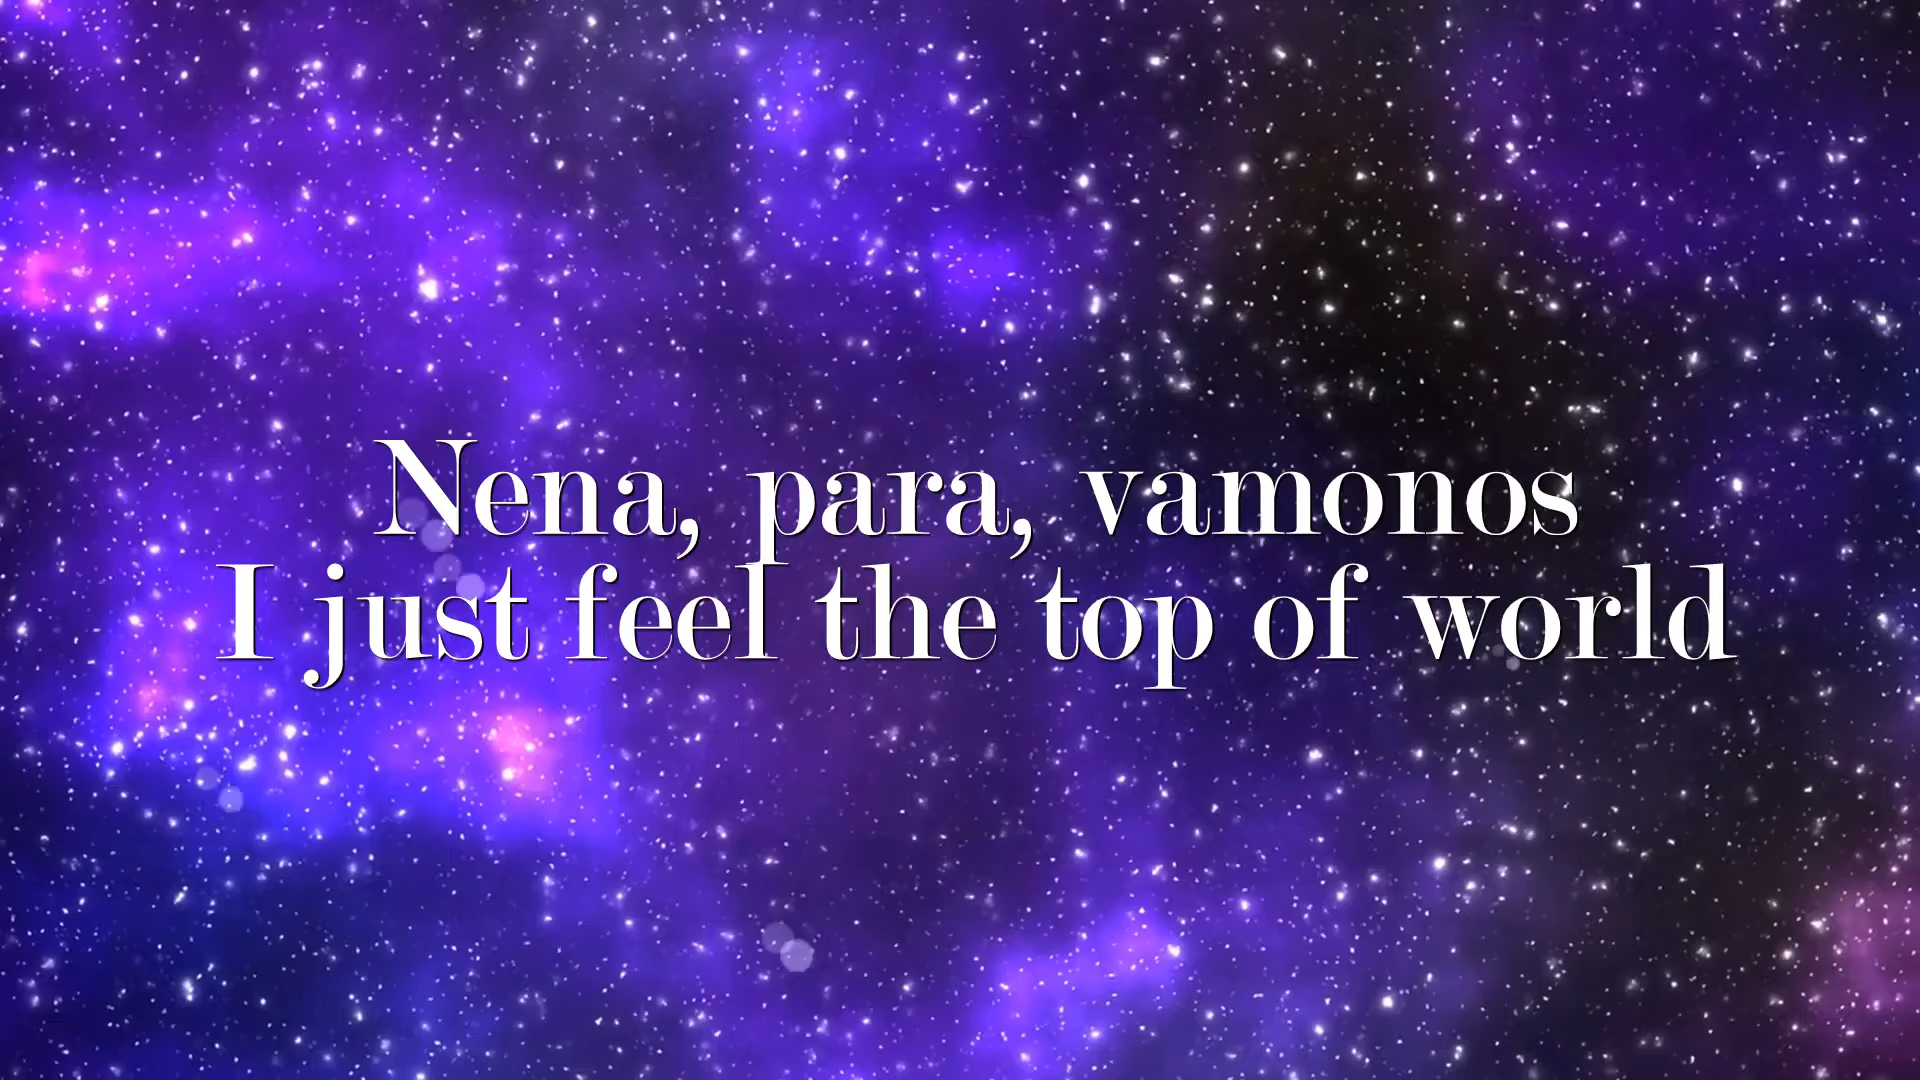 Nena, para, vamonos
I just feel the top of world